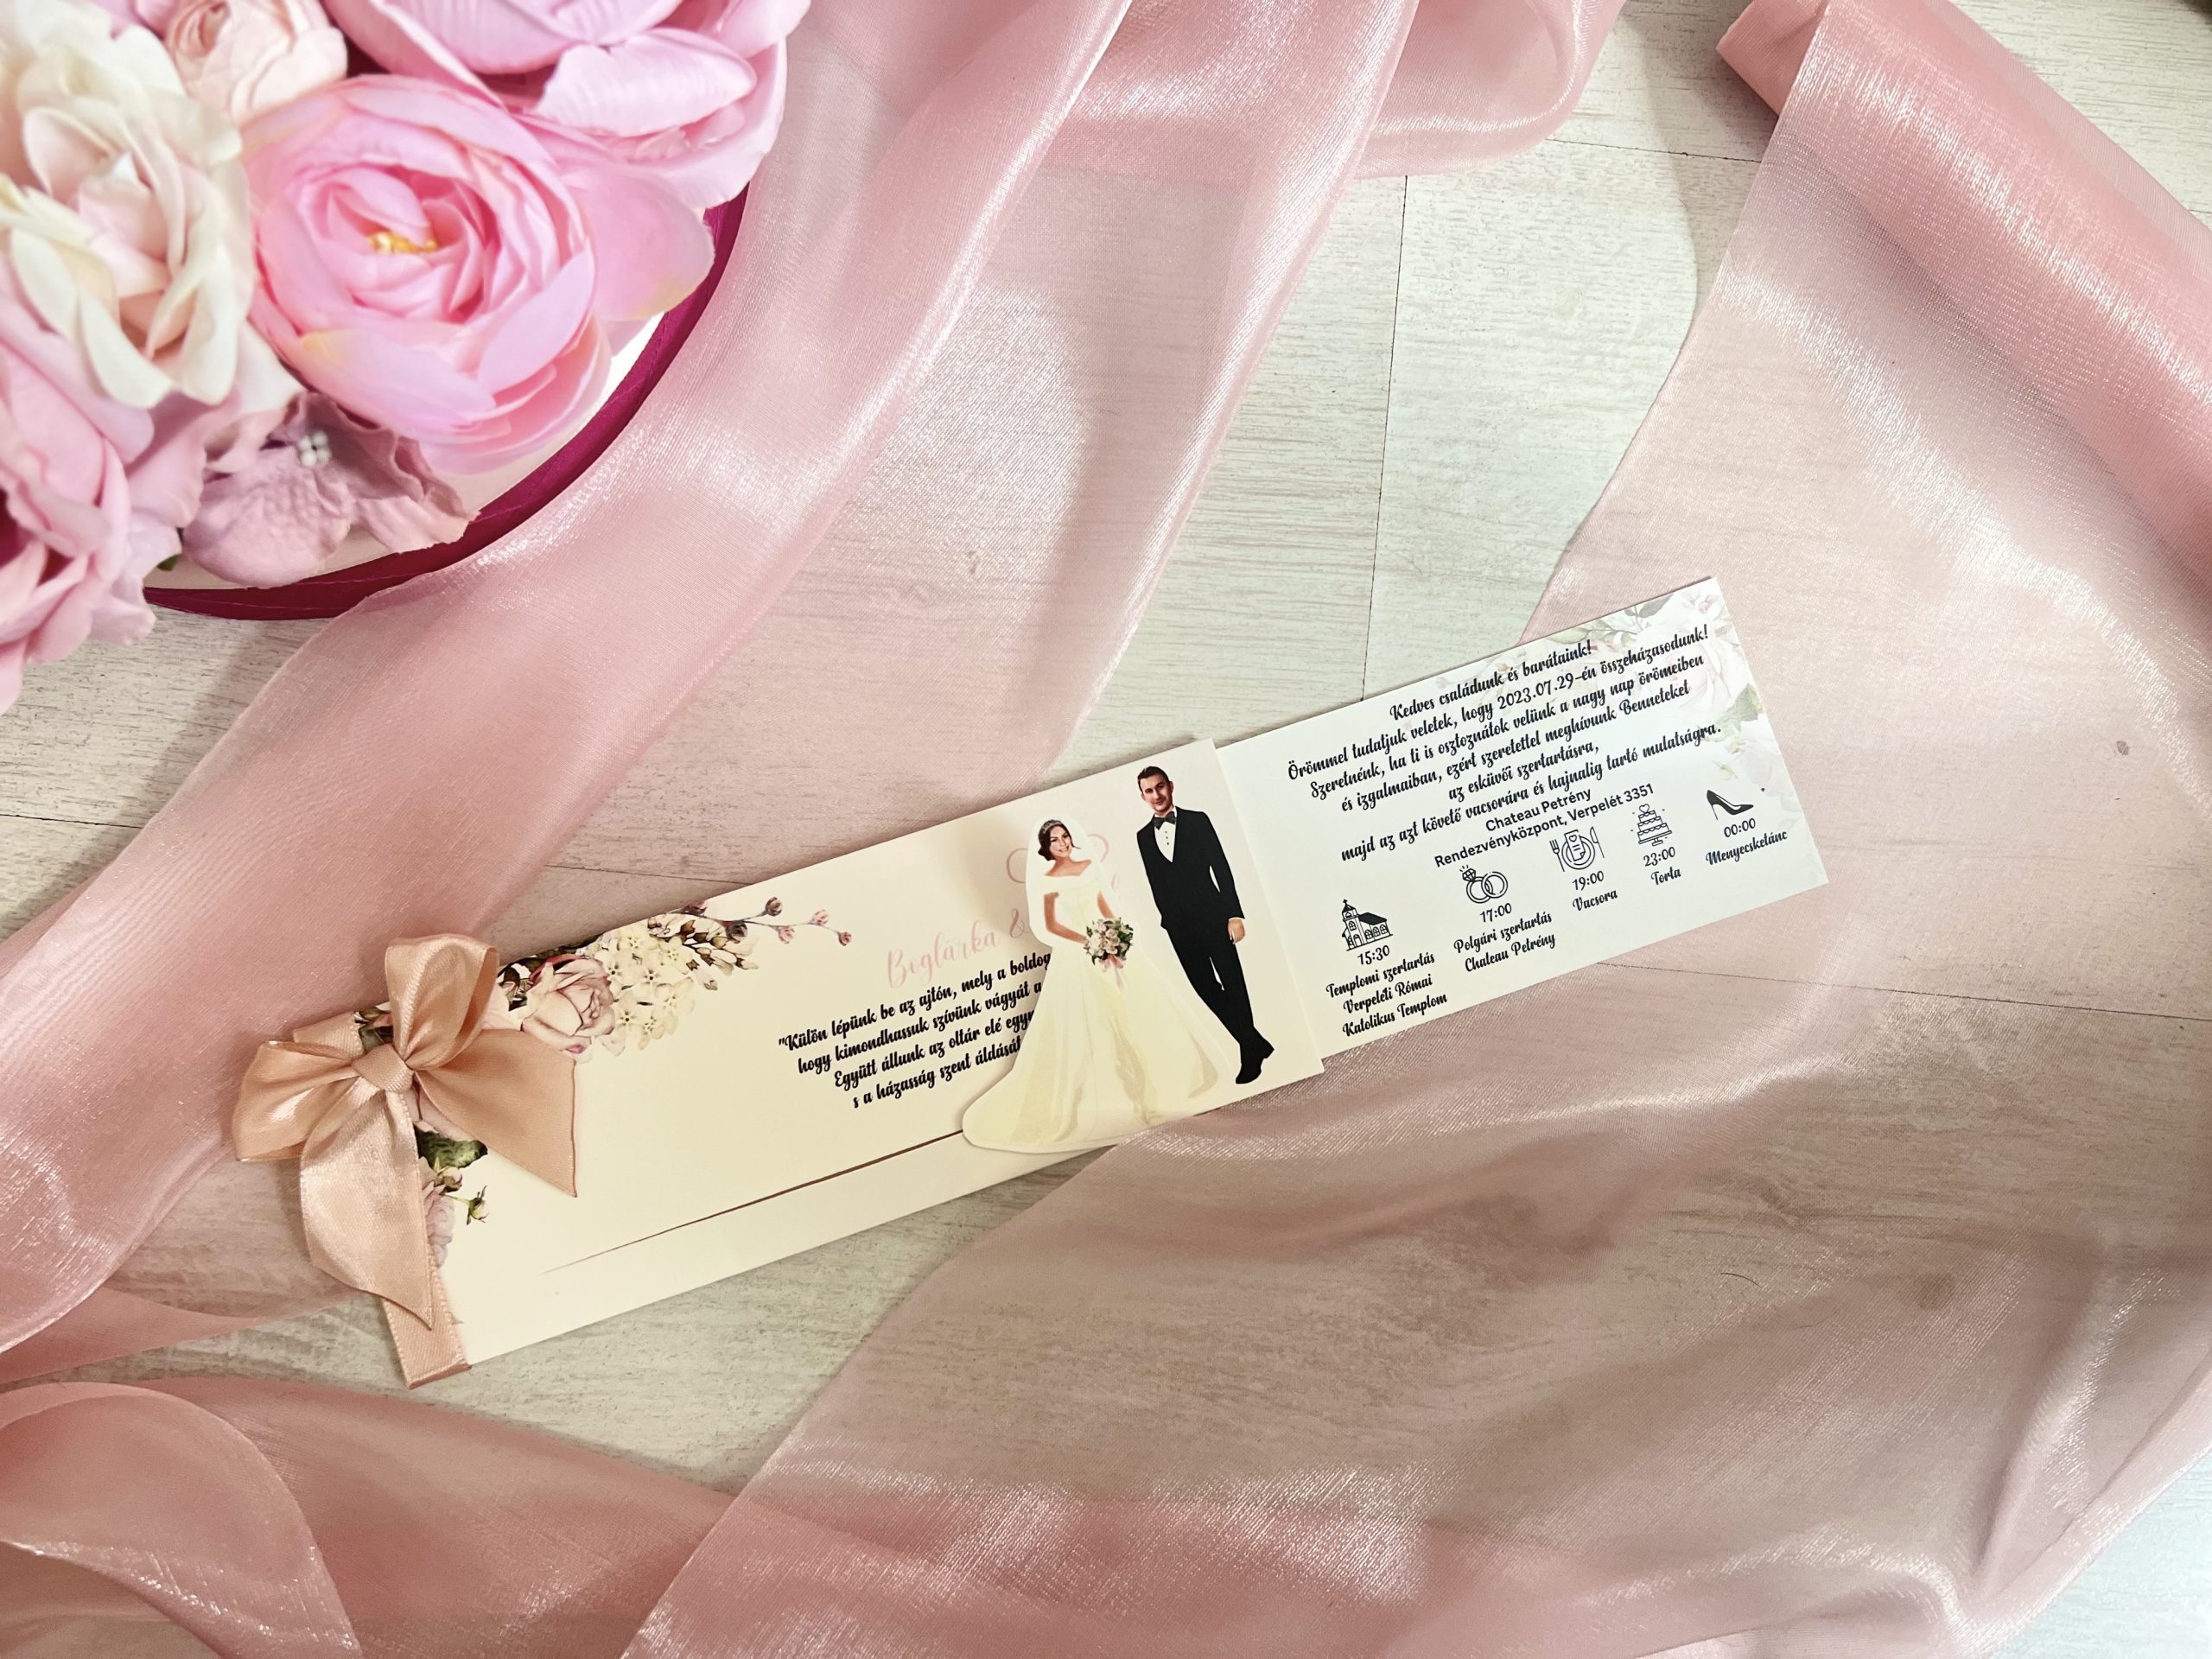 Boglárka &
"Külön lépünk be az ajtón, mely a boldog
hogy kimondhassuk szívünk vágyát a
Együtt állunk az oltár elé egy
s a házasság szent áldását
Kedves családunk és barátaink!
Örömmel tudatjuk veletek, hogy 2023.07.29-én összeházasodunk!
Szeretnénk, ha ti is osztoznátok velünk a nagy nap örömeiben
és izgalmaiban, ezért szeretettel meghívunk Benneteket
az esküvői szertartásra,
majd az azt követő vacsorára és hajnalig tartó mulatságra.
Chateau Petrény
Rendezvényközpont, Verpelét 3351
15:30
Templomi szertartás
Verpeléti Római
Katolikus Templom
17:00
Polgári szertartás
Chateau Petrény
19:00
Vacsora
23:00
Torta
00:00
Menyecsketánc